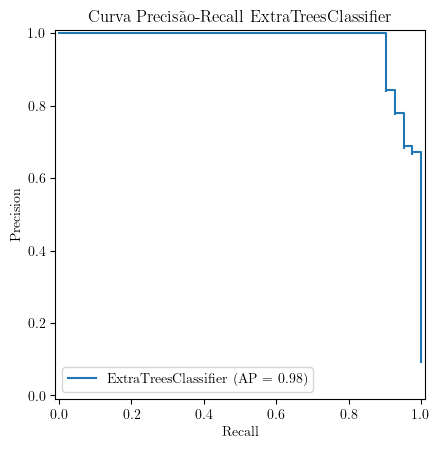 Curva Precisão-Recall ExtraTreesClassifier
1.0
0.8
0.6
0.4
0.2
0.0
Precision
ExtraTreesClassifier (AP = 0.98)
0.0 0.2 0.4 0.6 0.8 1.0
Recall